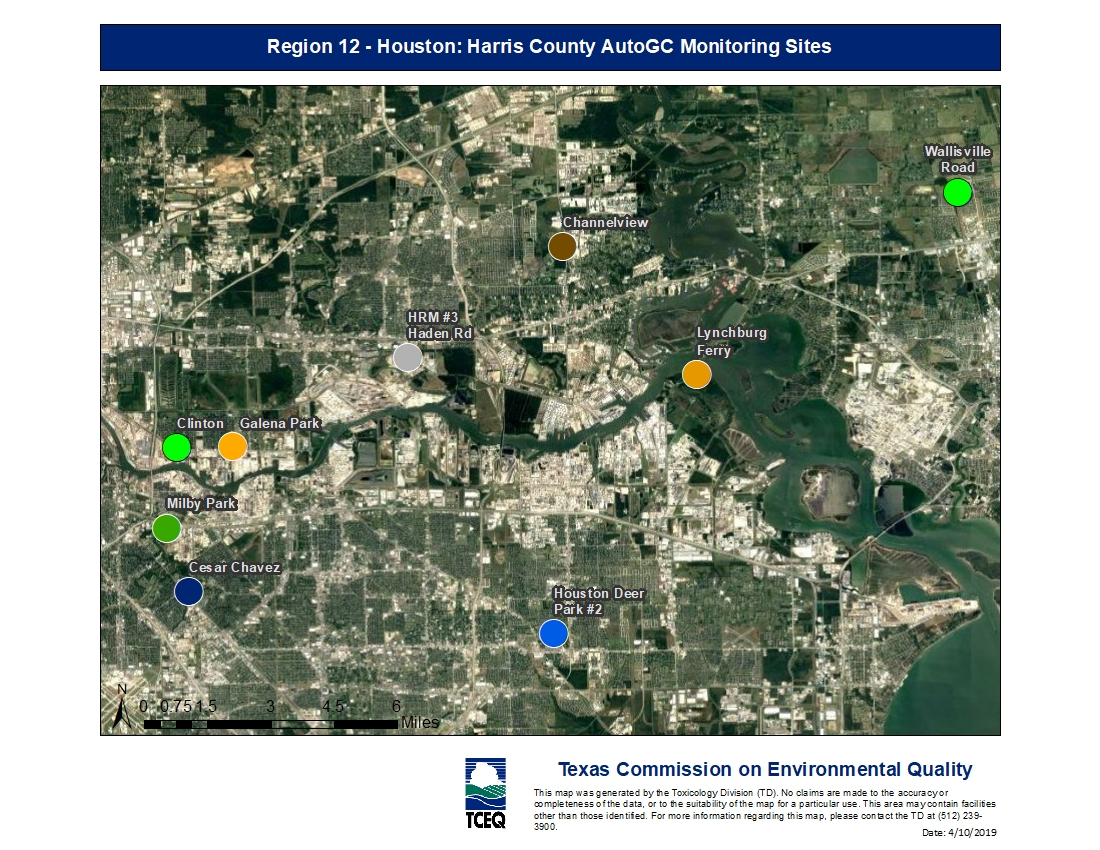 Region 12 - Houston: Harris County AutoGC Monitoring Sites
Wallisville
Road
Channelview
HRM #3
Haden Rd
Lynchburg
Ferry
Clinton
Galena Park
Milby Park
Cesar Chavez
Houston Deer
Park #2
N
0 0.75 1.5 3 4.5 6
Miles
TCEQ
Texas Commission on Environmental Quality
This map was generated by the Toxicology Division (TD). No claims are made to the accuracy or
completeness of the data, or to the suitability of the map for a particular use. This area may contain facilities
other than those identified. For more information regarding this map, please contact the TD at (512) 239-
3900.
Date: 4/10/2019